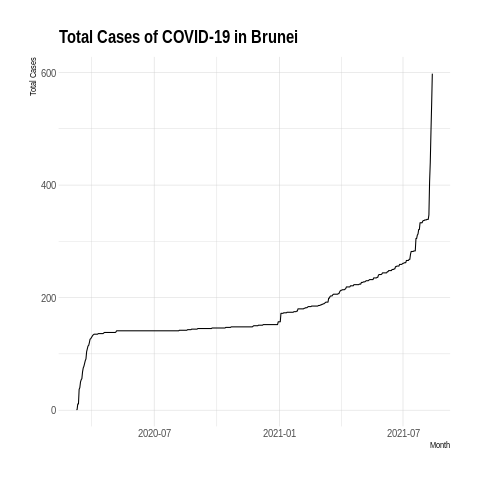 Total Cases of COVID-19 in Brunei
Total Cases
600
400
200
0
2020-07
2021-01
2021-07
Month